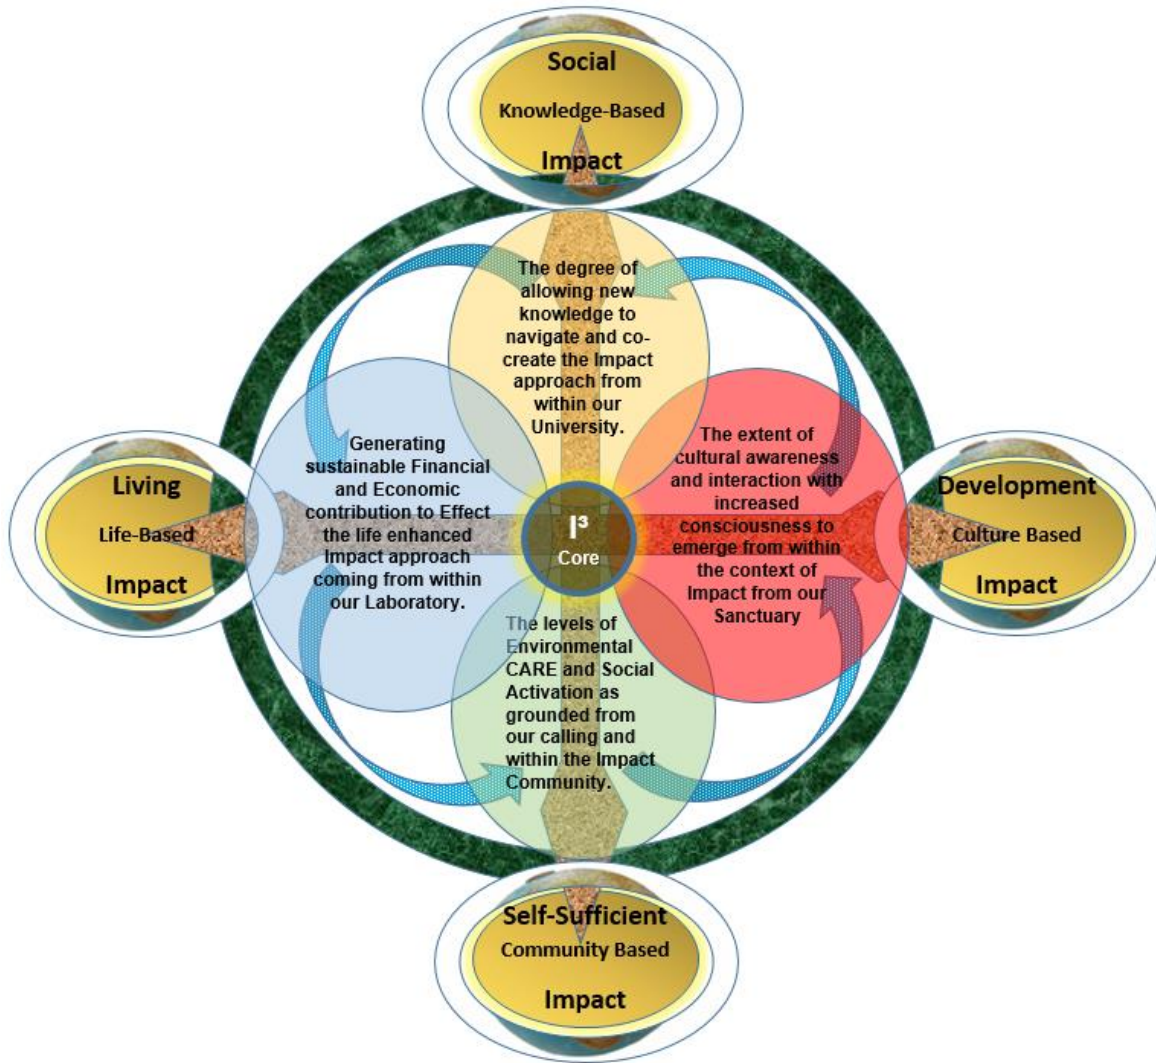 Social
Knowledge-Based
Impact
The degree of
allowing new
knowledge to
navigate and co-
create the Impact
approach from
within our
University.
Generating
sustainable Financial
and Economic
contribution to Effect
the life enhanced
Impact approach
coming from within
our Laboratory.
The extent of
cultural awareness
and interaction with
increased
consciousness to
emerge from within
the context of
Impact from our
Sanctuary
Living
Life-Based
Impact
I³
Core
Development
Culture Based
Impact
The levels of
Environmental
CARE and Social
Activation as
grounded from
our calling and
within the Impact
Community.
Self-Sufficient
Community Based
Impact